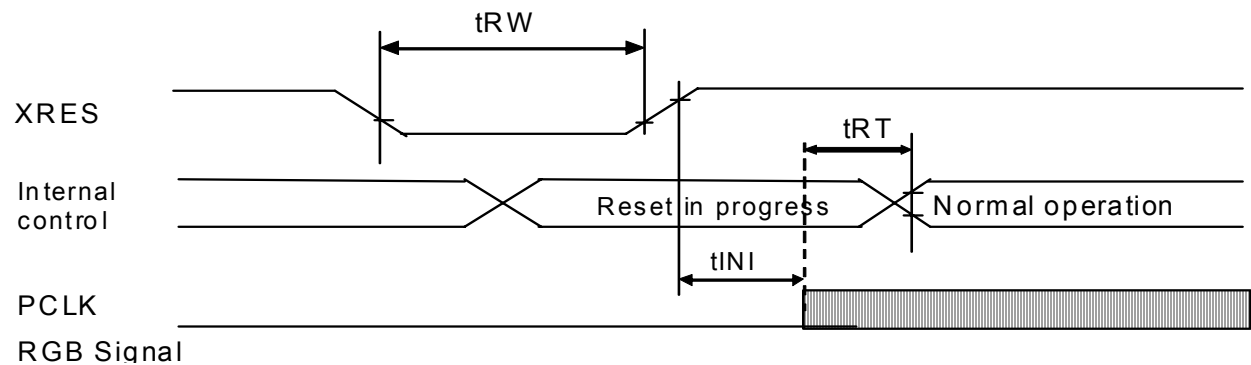 tRW
XRES
tRT
Internal
control
Reset in progress
Normal operation
tINI
PCLK
RGB Signal